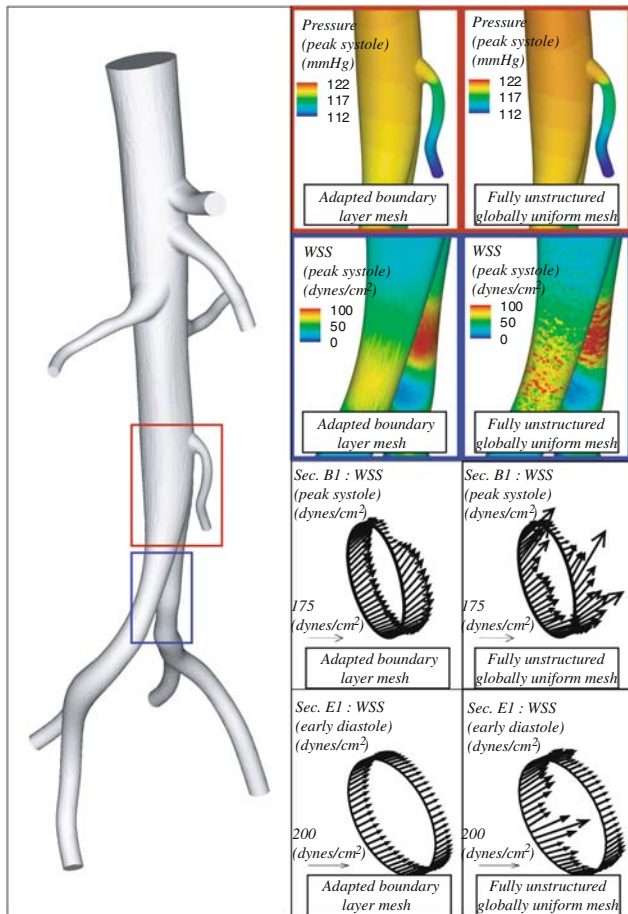 Pressure
(peak systole)
(mmHg)
122
117
112
Adapted boundary
layer mesh
Pressure
(peak systole)
(mmHg)
122
117
112
Fully unstructured
globally uniform mesh
WSS
(peak systole)
(dynes/cm²)
100
50
0
Adapted boundary
layer mesh
WSS
(peak systole)
(dynes/cm²)
100
50
0
Fully unstructured
globally uniform mesh
Sec. B1 : WSS
(peak systole)
(dynes/cm²)
175
(dynes/cm²)
Adapted boundary
layer mesh
Sec. B1 : WSS
(peak systole)
(dynes/cm²)
175
(dynes/cm²)
Fully unstructured
globally uniform mesh
Sec. E1 : WSS
(early diastole)
(dynes/cm²)
200
(dynes/cm²)
Adapted boundary
layer mesh
Sec. E1 : WSS
(early diastole)
(dynes/cm²)
200
(dynes/cm²)
Fully unstructured
globally uniform mesh